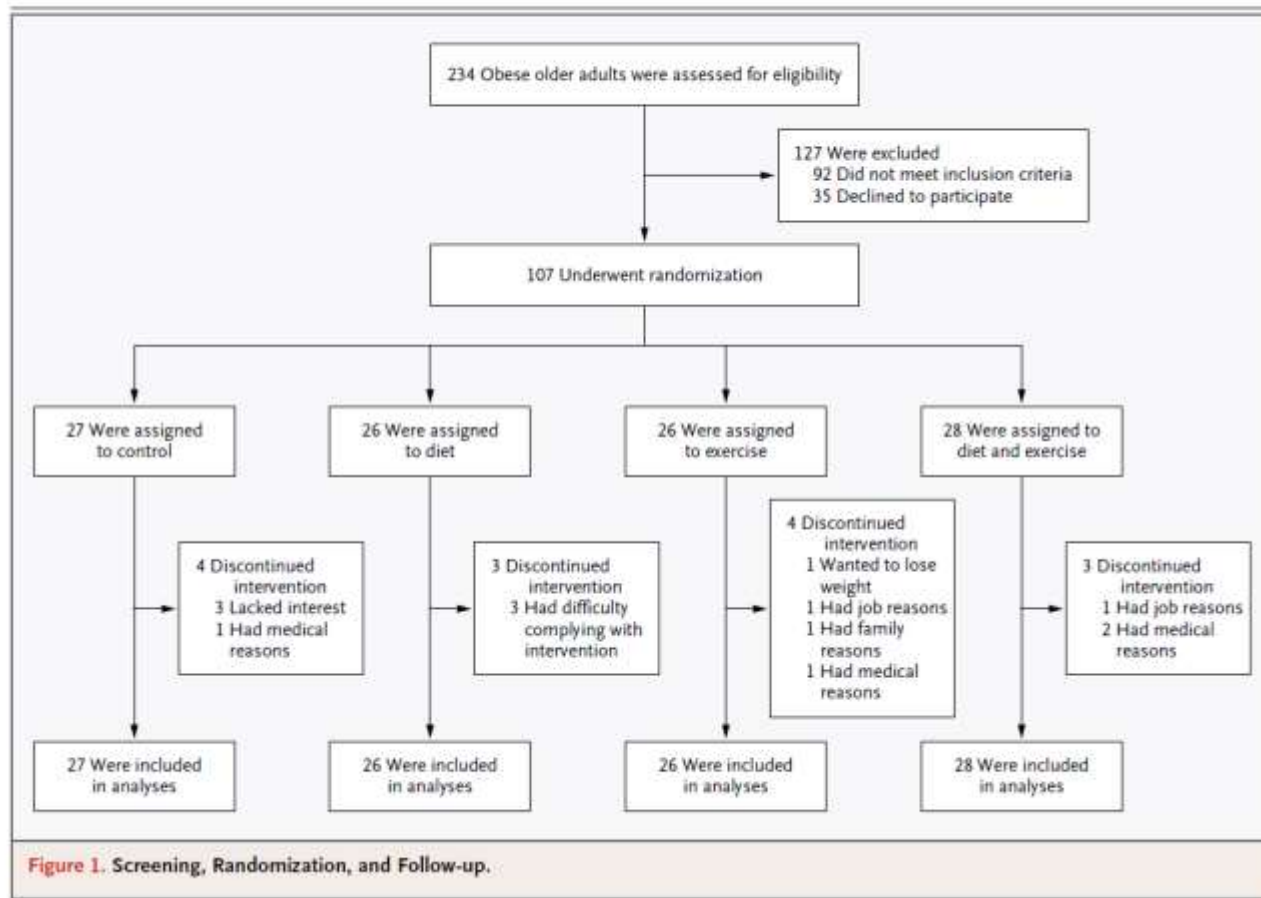 234 Obese older adults were assessed for eligibility
127 Were excluded
92 Did not meet inclusion criteria
35 Declined to participate
107 Underwent randomization
27 Were assigned
to control
26 Were assigned
to diet
26 Were assigned
to exercise
28 Were assigned to
diet and exercise
4 Discontinued
intervention
3 Lacked interest
1 Had medical
reasons
3 Discontinued
intervention
3 Had difficulty
complying with
intervention
4 Discontinued
intervention
1 Wanted to lose
weight
1 Had job reasons
1 Had family
reasons
1 Had medical
reasons
3 Discontinued
intervention
1 Had job reasons
2 Had medical
reasons
27 Were included
in analyses
26 Were included
in analyses
26 Were included
in analyses
28 Were included
in analyses
Figure 1. Screening, Randomization, and Follow-up.